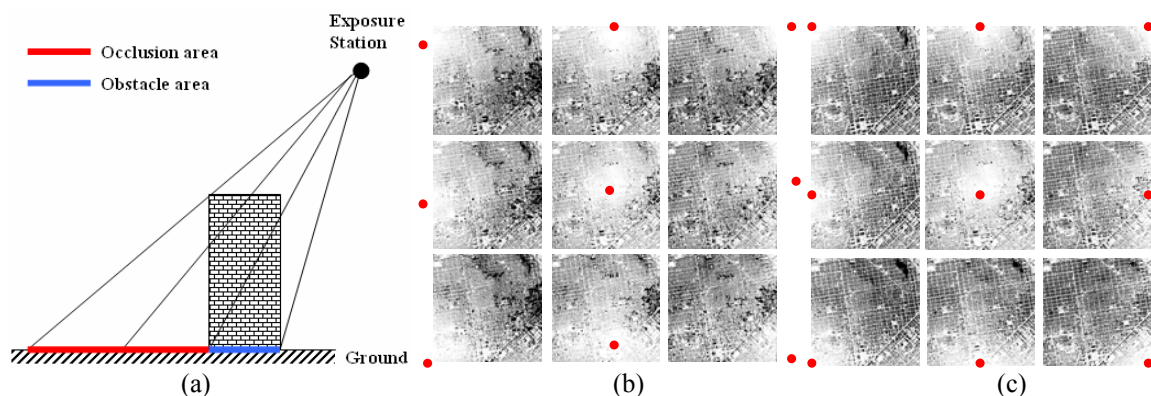 Exposure
Station
Occlusion area
Obstacle area
Ground
(a)
(b)
(c)